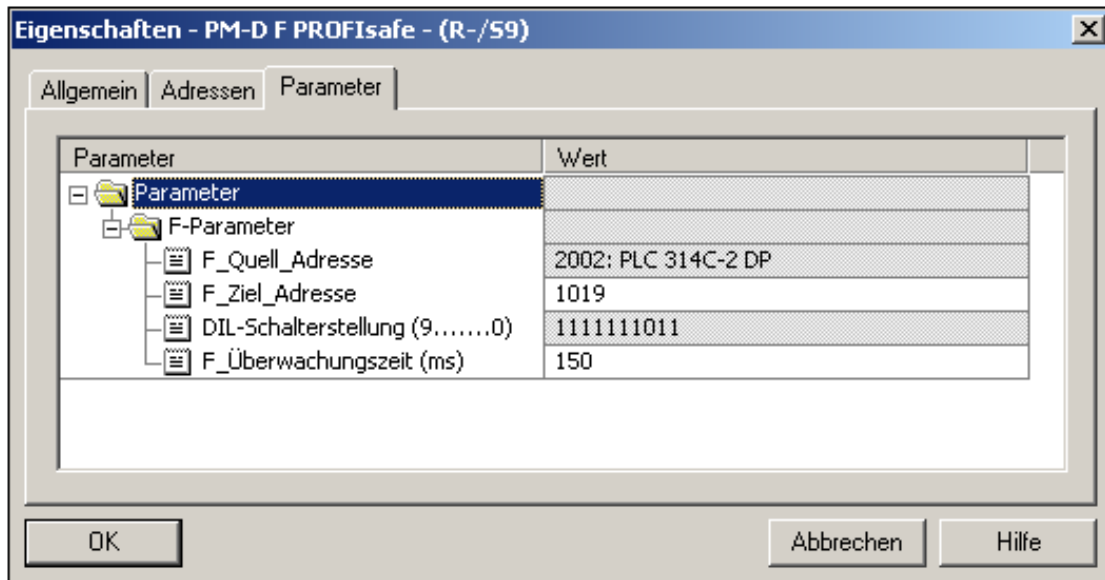 Eigenschaften - PM-D F PROFIsafe - (R-/S9)
Allgemein Adressen Parameter
Parameter Wert
Parameter
F-Parameter
F_Quell_Adresse 2002: PLC 314C-2 DP
F_Ziel_Adresse 1019
DIL-Schalterstellung (9.......0) 1111111011
F_Überwachungszeit (ms) 150
OK Abbrechen Hilfe